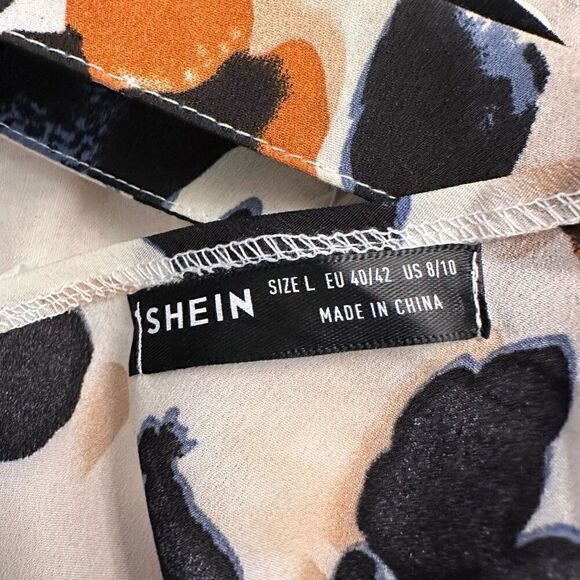 SHEIN SIZE L EU 40/42 US 8/10
MADE IN CHINA